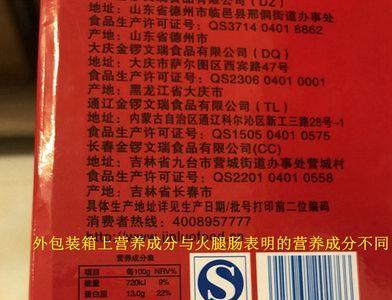 德州金锣文瑞食品有限公司(DZ)
地址：山东省德州市临邑县邢侗街道办事处
食品生产许可证号：QS3714 0401 8862
产地：山东省德州市
大庆金锣文瑞食品有限公司(DQ)
地址：大庆市萨尔图区西宾路47号
食品生产许可证号：QS2306 0401 0001
产地：黑龙江省大庆市
通辽金锣文瑞食品有限公司(TL)
地址：内蒙古自治区通辽科尔沁区新工三路28号-1
食品生产许可证号：QS1505 0401 0575
长春金锣文瑞食品有限公司(CC)
地址：吉林省九台市营城街道办事处营城村
食品生产许可证号：QS2201 0401 0558
产地：吉林省长春市
具体生产地址详见生产日期/批号打印前二位编码
消费者热线：4008957777
外包装箱上营养成分与火腿肠表明的营养成分不同
营养成分表
项目 每100g NRV%
能量 720kJ 9%
蛋白质 13.0g 22%